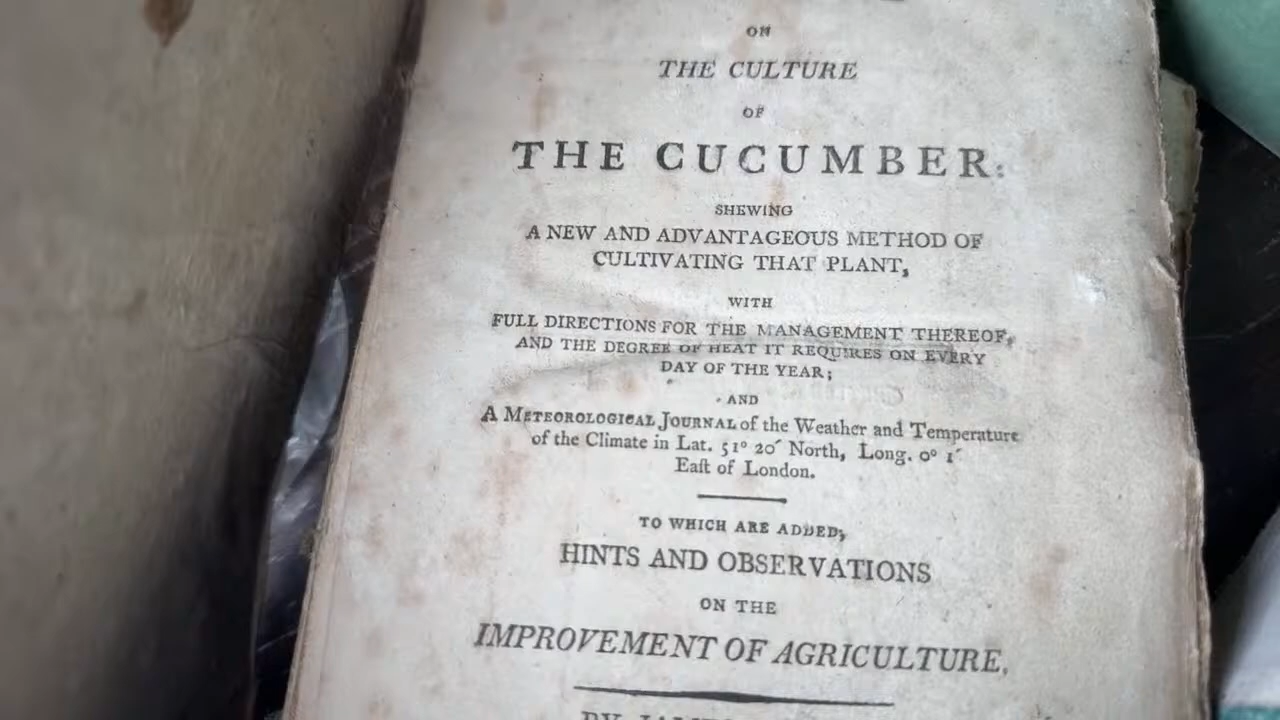 ON
THE CULTURE
OF
THE CUCUMBER:
SHEWING
A NEW AND ADVANTAGEOUS METHOD OF
CULTIVATING THAT PLANT,
WITH
FULL DIRECTIONS FOR THE MANAGEMENT THEREOF,
AND THE DEGREE OF HEAT IT REQUIRES ON EVERY
DAY OF THE YEAR;
AND
A METEOROLOGICAL JOURNAL of the Weather and Temperature
of the Climate in Lat. 51° 20´ North, Long. 0° 1´
Eaſt of London.
TO WHICH ARE ADDED,
HINTS AND OBSERVATIONS
ON THE
IMPROVEMENT OF AGRICULTURE.
BY